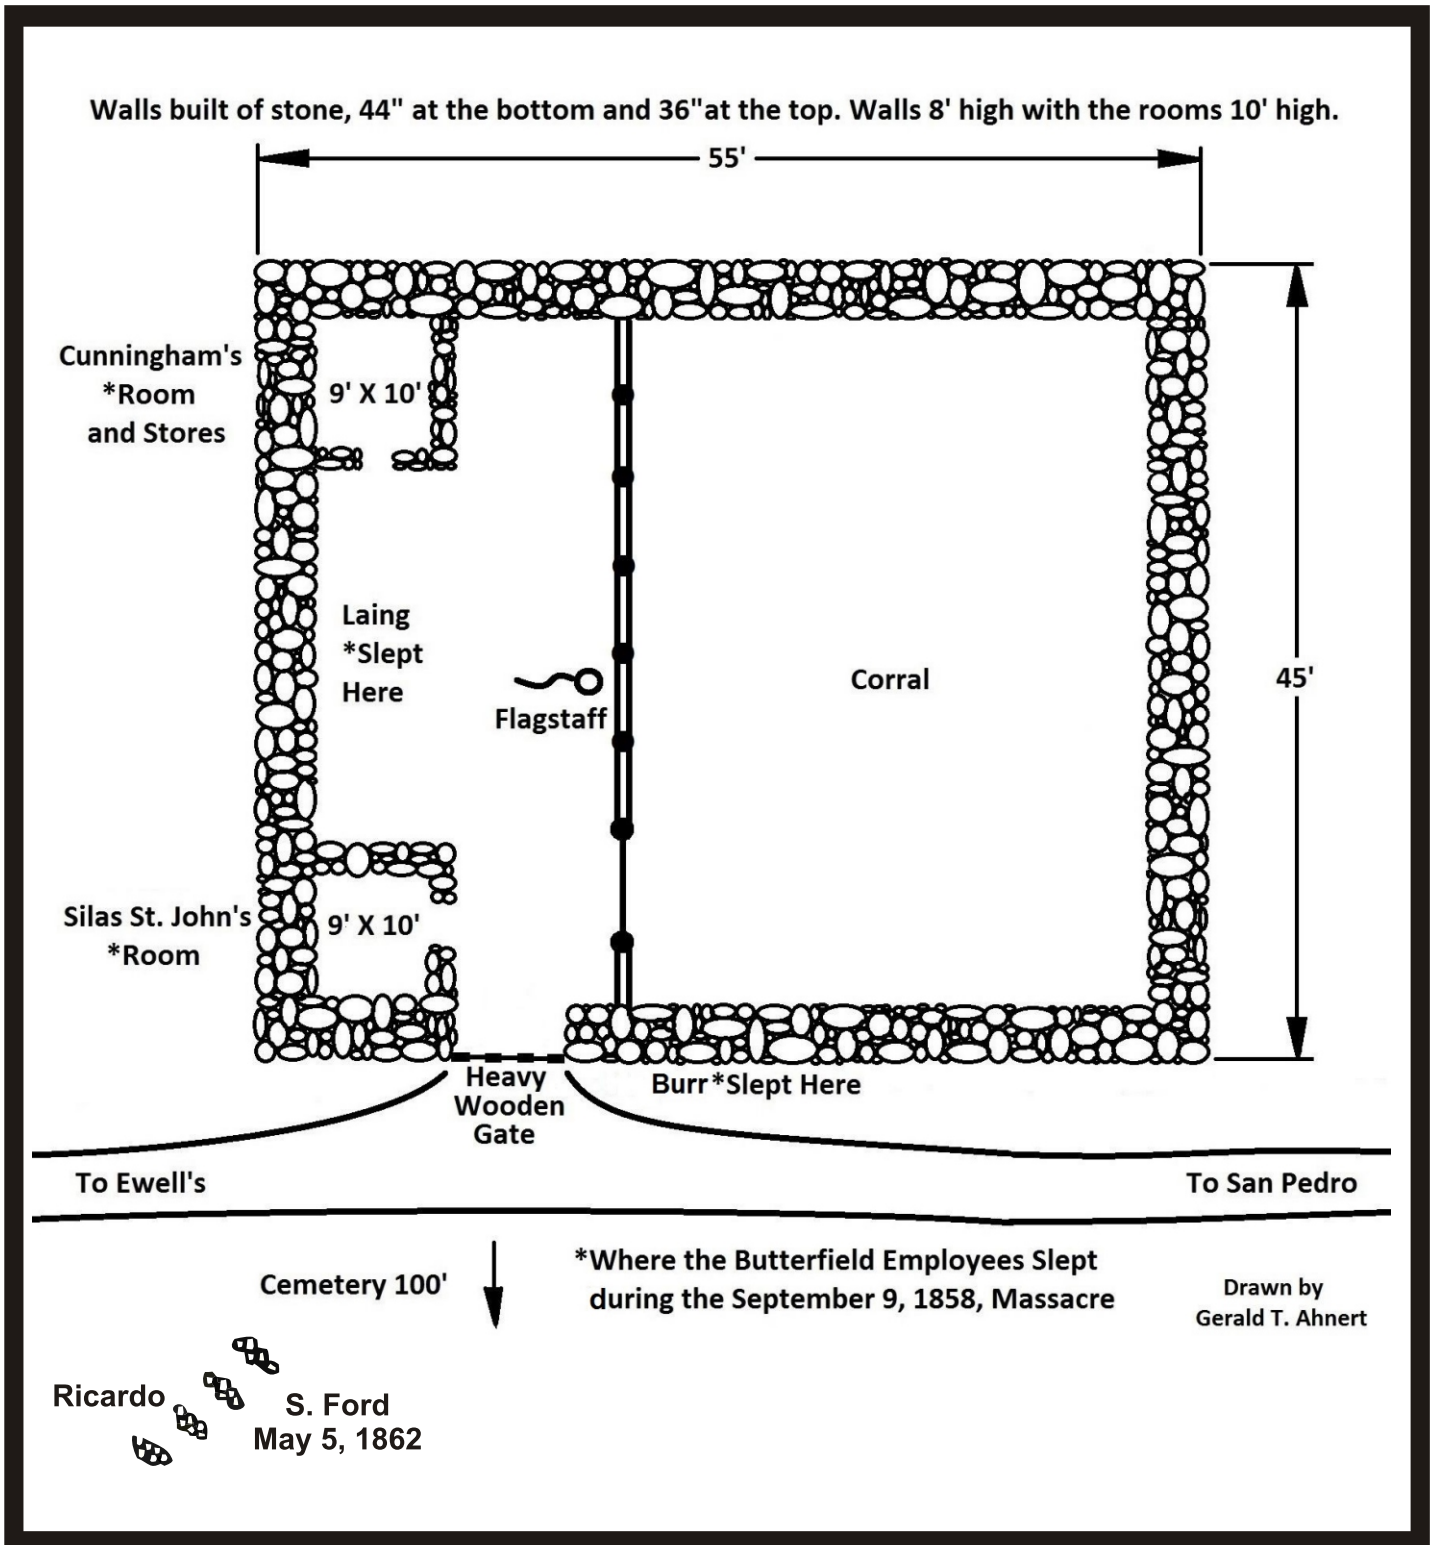 Walls built of stone, 44" at the bottom and 36"at the top. Walls 8' high with the rooms 10' high.
55'
Cunningham's
*Room
and Stores
9' X 10'
Laing
*Slept
Here
Flagstaff
Corral
45'
Silas St. John's
*Room
9' X 10'
Heavy
Wooden
Gate
Burr*Slept Here
To Ewell's
To San Pedro
Cemetery 100'
*Where the Butterfield Employees Slept
during the September 9, 1858, Massacre
Drawn by
Gerald T. Ahnert
Ricardo
S. Ford
May 5, 1862